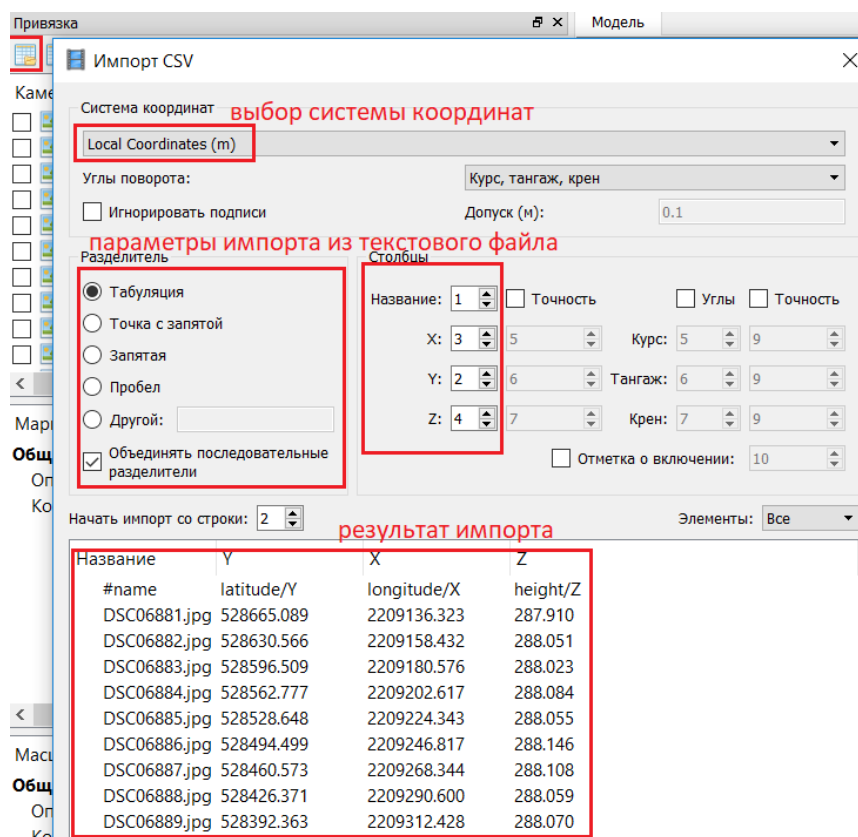 Привязка
Модель
Импорт CSV
Каме
Система координат
выбор системы координат
Local Coordinates (m)
Углы поворота:
Курс, тангаж, крен
Игнорировать подписи
Допуск (м):
0.1
параметры импорта из текстового файла
Разделитель
Столбцы
Табуляция
Название: 1
Точность
Углы
Точность
Точка с запятой
X: 3
5
Курс: 5
9
Запятая
Y: 2
6
Тангаж: 6
9
Пробел
Z: 4
7
Крен: 7
9
Другой:
Мар
Общ
Объединять последовательные
разделители
Отметка о включении: 10
Оп
Ко
Начать импорт со строки: 2
результат импорта
Элементы: Все
Название Y X Z
#name latitude/Y longitude/X height/Z
DSC06881.jpg 528665.089 2209136.323 287.910
DSC06882.jpg 528630.566 2209158.432 288.051
DSC06883.jpg 528596.509 2209180.576 288.023
DSC06884.jpg 528562.777 2209202.617 288.084
DSC06885.jpg 528528.648 2209224.343 288.055
DSC06886.jpg 528494.499 2209246.817 288.146
Масш
DSC06887.jpg 528460.573 2209268.344 288.108
Общ
DSC06888.jpg 528426.371 2209290.600 288.059
Оп
DSC06889.jpg 528392.363 2209312.428 288.070